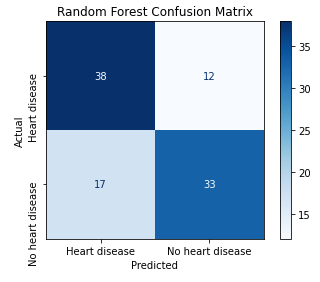 Random Forest Confusion Matrix
Actual
Heart disease
No heart disease
38
12
17
33
Heart disease
No heart disease
Predicted
35
30
25
20
15